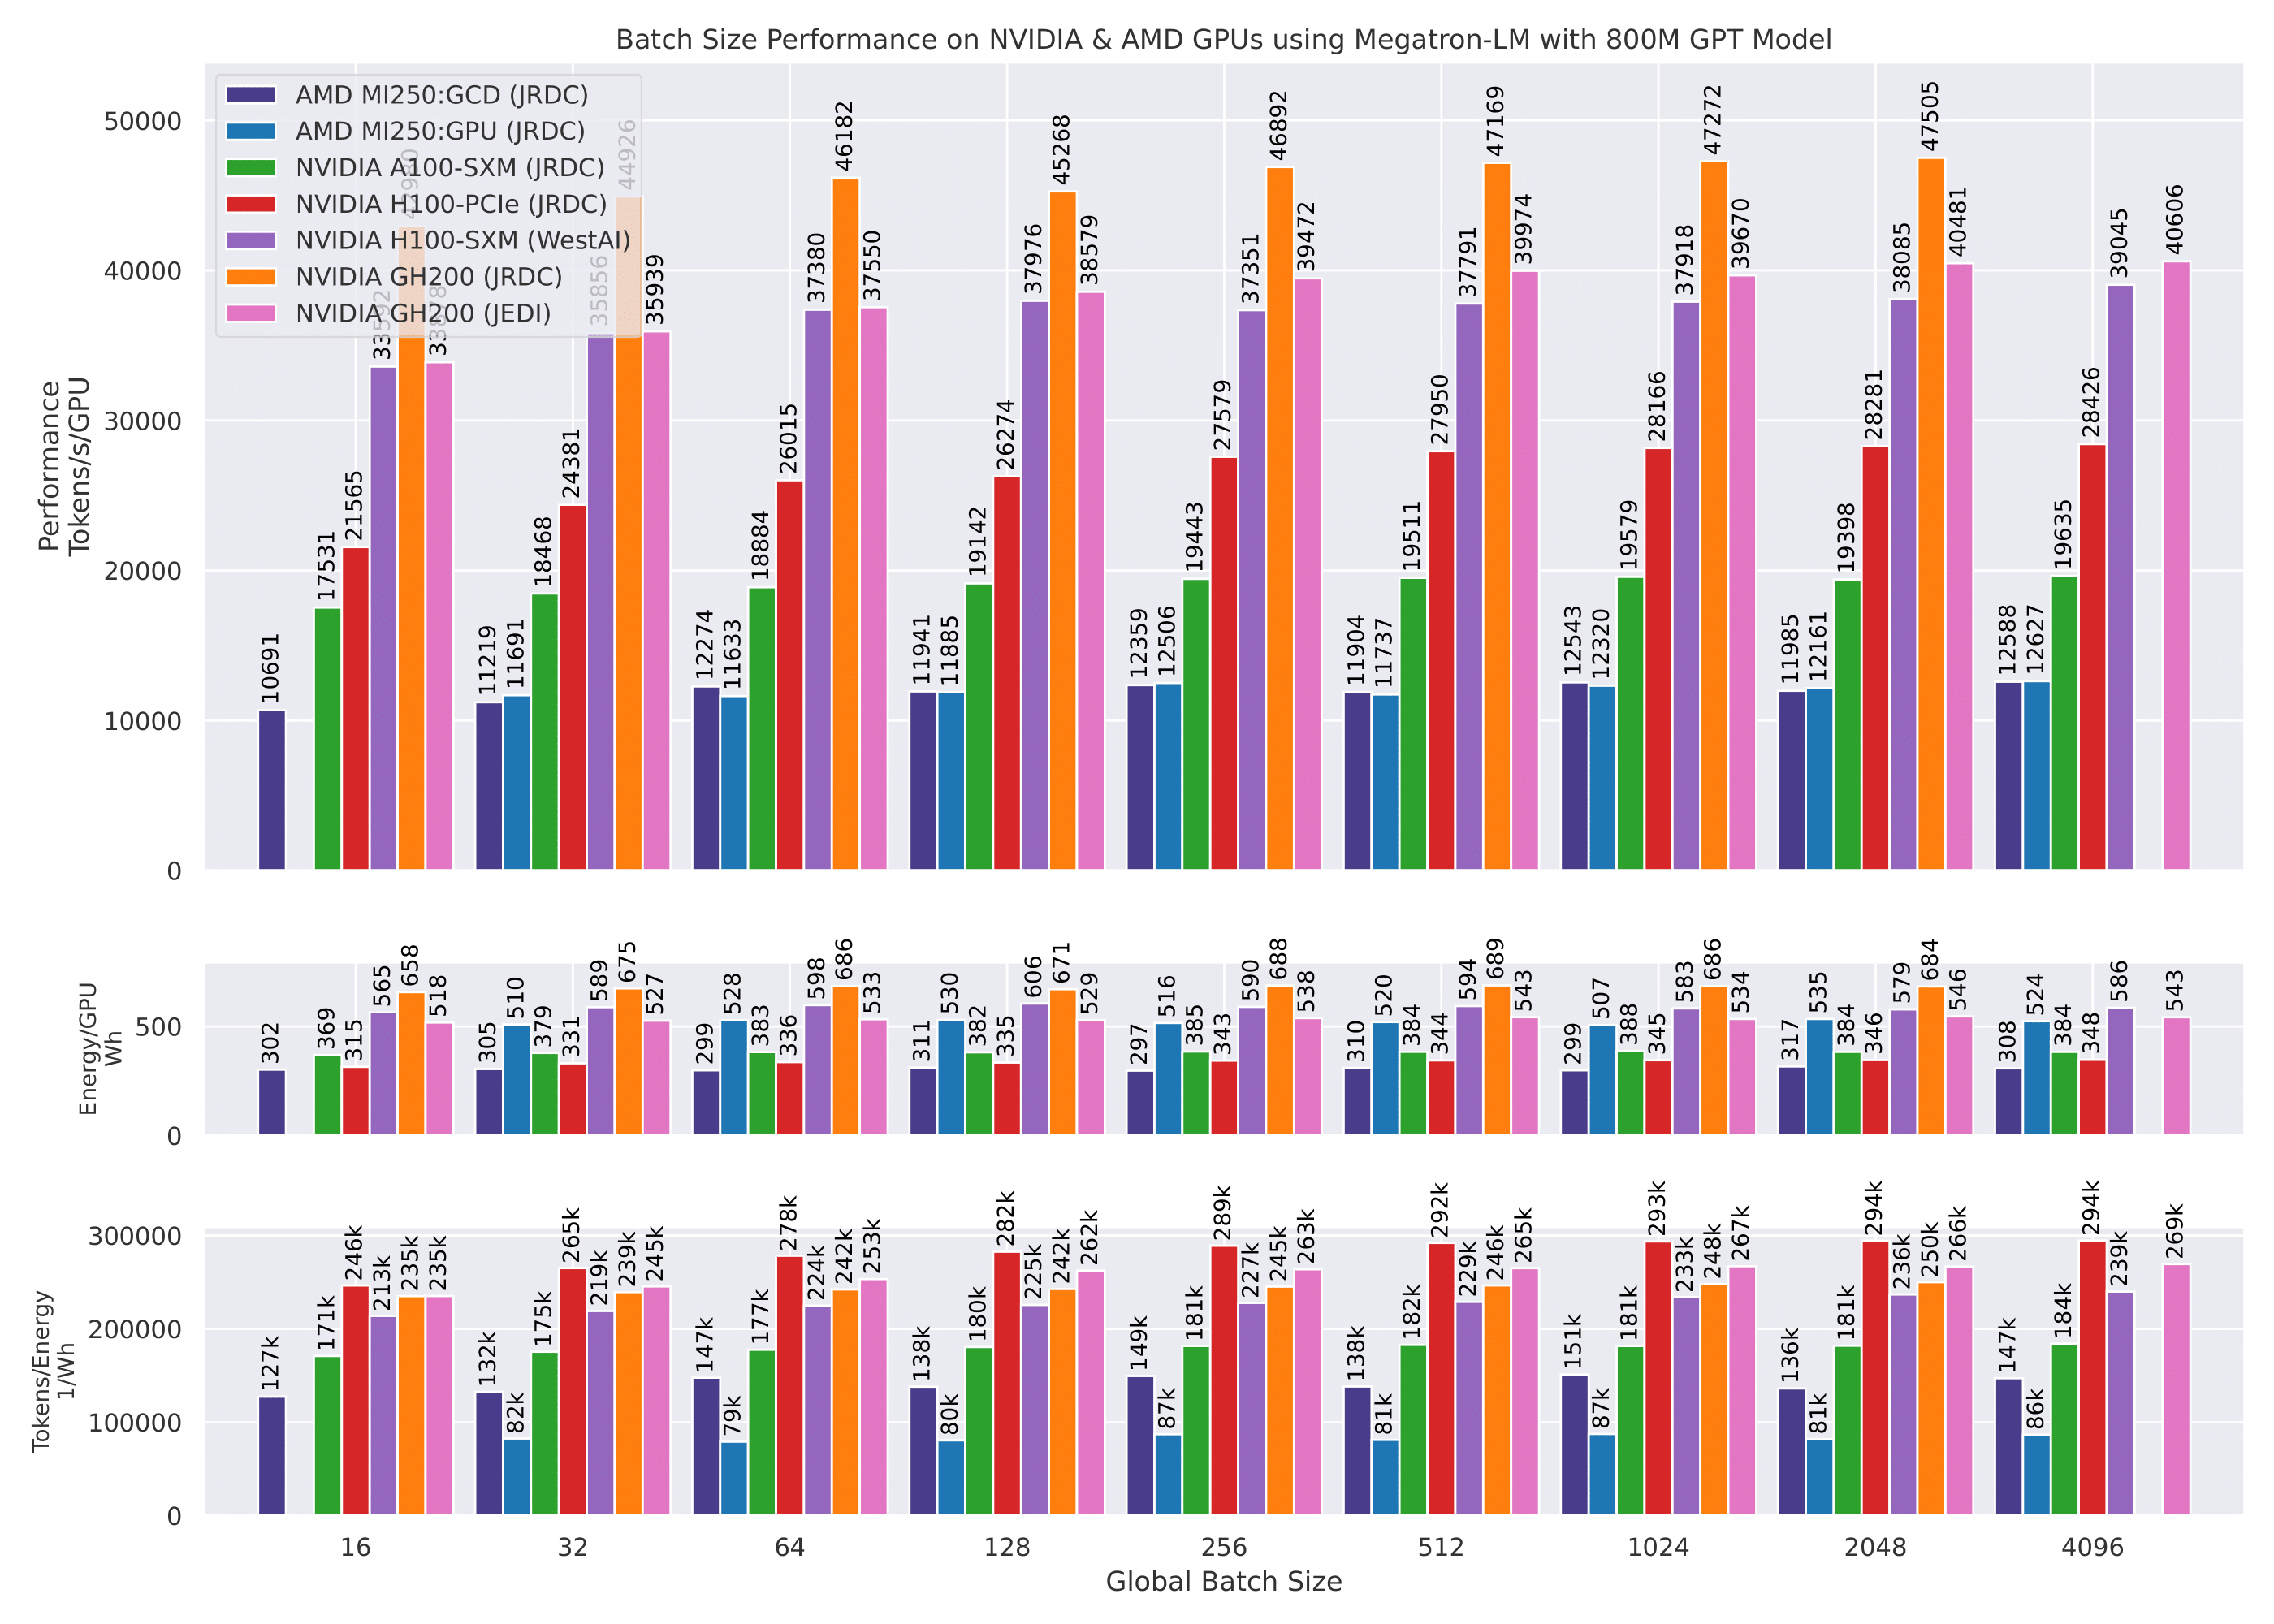 Batch Size Performance on NVIDIA & AMD GPUs using Megatron-LM with 800M GPT Model
AMD MI250:GCD (JRDC)
AMD MI250:GPU (JRDC)
NVIDIA A100-SXM (JRDC)
NVIDIA H100-PCIe (JRDC)
NVIDIA H100-SXM (WestAI)
NVIDIA GH200 (JRDC)
NVIDIA GH200 (JEDI)
Performance
Tokens/s/GPU
50000
40000
30000
20000
10000
0
10691
17531
21565
33592
11219
11691
18468
24381
35856
44926
35939
12274
11633
18884
26015
37380
46182
37550
11941
11885
19142
26274
37976
45268
38579
12359
12506
19443
27579
37351
46892
39472
11904
11737
19511
27950
37791
47169
39974
12543
12320
19579
28166
37918
47272
39670
11985
12161
19398
28281
38085
47505
40481
12588
12627
19635
28426
39045
40606
Energy/GPU
Wh
500
0
302
369
315
565
658
518
305
510
379
331
589
675
527
299
528
383
336
598
686
533
311
530
382
335
606
671
529
297
516
385
343
590
688
538
310
520
384
344
594
689
543
299
507
388
345
583
686
534
317
535
384
346
579
684
546
308
524
384
348
586
543
Tokens/Energy
1/Wh
300000
200000
100000
0
127k
171k
246k
213k
235k
235k
132k
82k
175k
265k
219k
239k
245k
147k
79k
177k
278k
224k
242k
253k
138k
80k
180k
282k
225k
242k
262k
149k
87k
181k
289k
227k
245k
263k
138k
81k
182k
292k
229k
246k
265k
151k
87k
181k
293k
233k
248k
267k
136k
81k
181k
294k
236k
250k
266k
147k
86k
184k
294k
239k
269k
16
32
64
128
256
512
1024
2048
4096
Global Batch Size